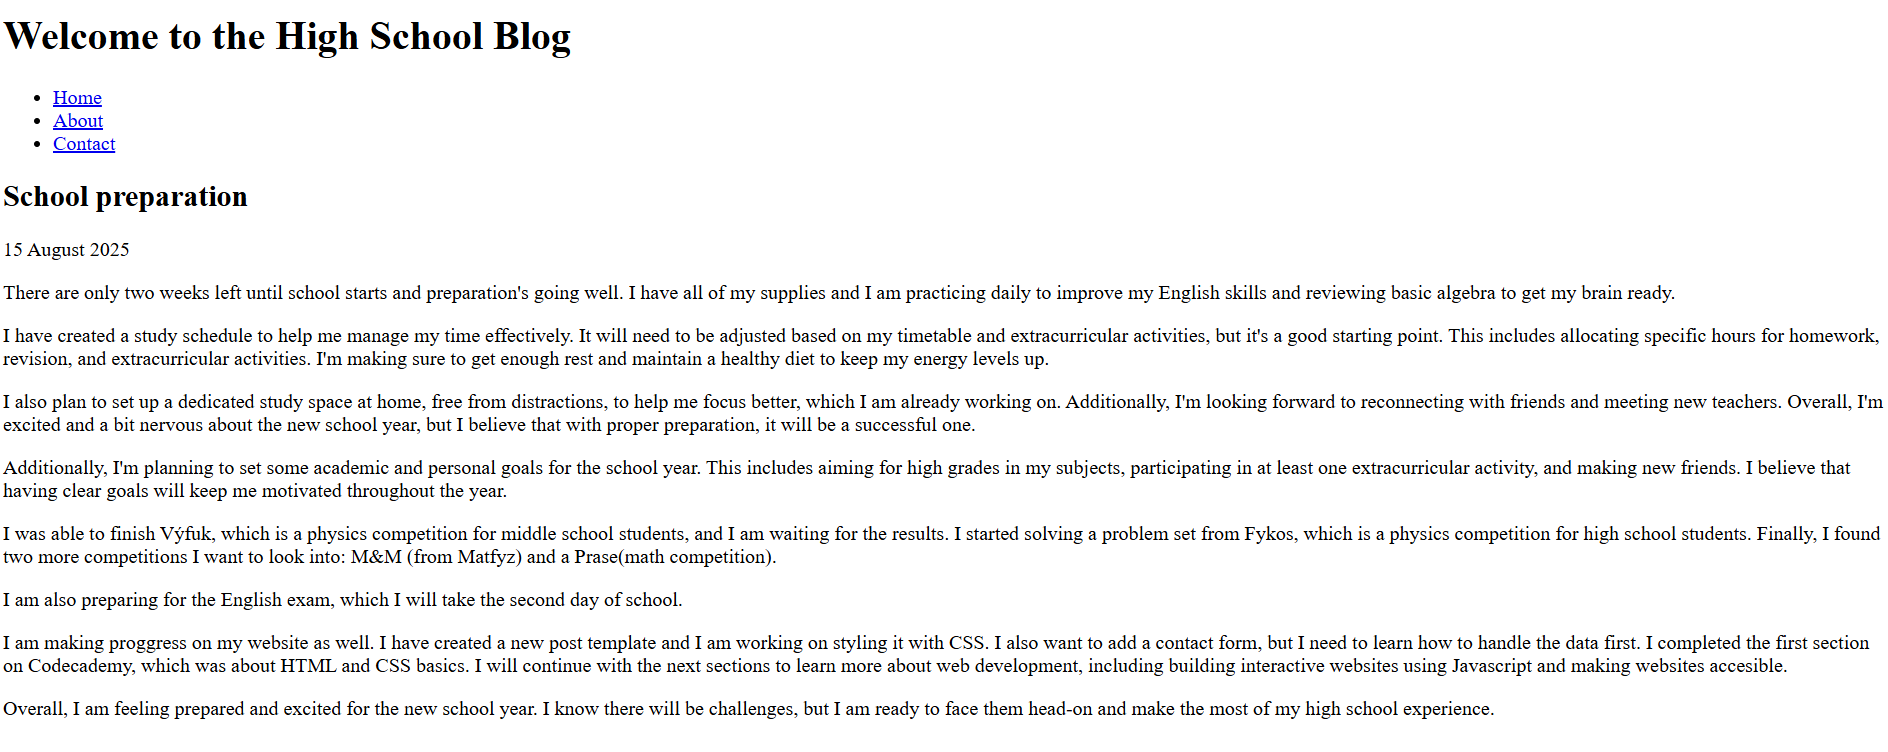 Welcome to the High School Blog
Home
About
Contact
School preparation
15 August 2025
There are only two weeks left until school starts and preparation's going well. I have all of my supplies and I am practicing daily to improve my English skills and reviewing basic algebra to get my brain ready.
I have created a study schedule to help me manage my time effectively. It will need to be adjusted based on my timetable and extracurricular activities, but it's a good starting point. This includes allocating specific hours for homework,
revision, and extracurricular activities. I'm making sure to get enough rest and maintain a healthy diet to keep my energy levels up.
I also plan to set up a dedicated study space at home, free from distractions, to help me focus better, which I am already working on. Additionally, I'm looking forward to reconnecting with friends and meeting new teachers. Overall, I'm
excited and a bit nervous about the new school year, but I believe that with proper preparation, it will be a successful one.
Additionally, I'm planning to set some academic and personal goals for the school year. This includes aiming for high grades in my subjects, participating in at least one extracurricular activity, and making new friends. I believe that
having clear goals will keep me motivated throughout the year.
I was able to finish Výfuk, which is a physics competition for middle school students, and I am waiting for the results. I started solving a problem set from Fykos, which is a physics competition for high school students. Finally, I found
two more competitions I want to look into: M&M (from Matfyz) and a Prase(math competition).
I am also preparing for the English exam, which I will take the second day of school.
I am making proggress on my website as well. I have created a new post template and I am working on styling it with CSS. I also want to add a contact form, but I need to learn how to handle the data first. I completed the first section
on Codecademy, which was about HTML and CSS basics. I will continue with the next sections to learn more about web development, including building interactive websites using Javascript and making websites accesible.
Overall, I am feeling prepared and excited for the new school year. I know there will be challenges, but I am ready to face them head-on and make the most of my high school experience.